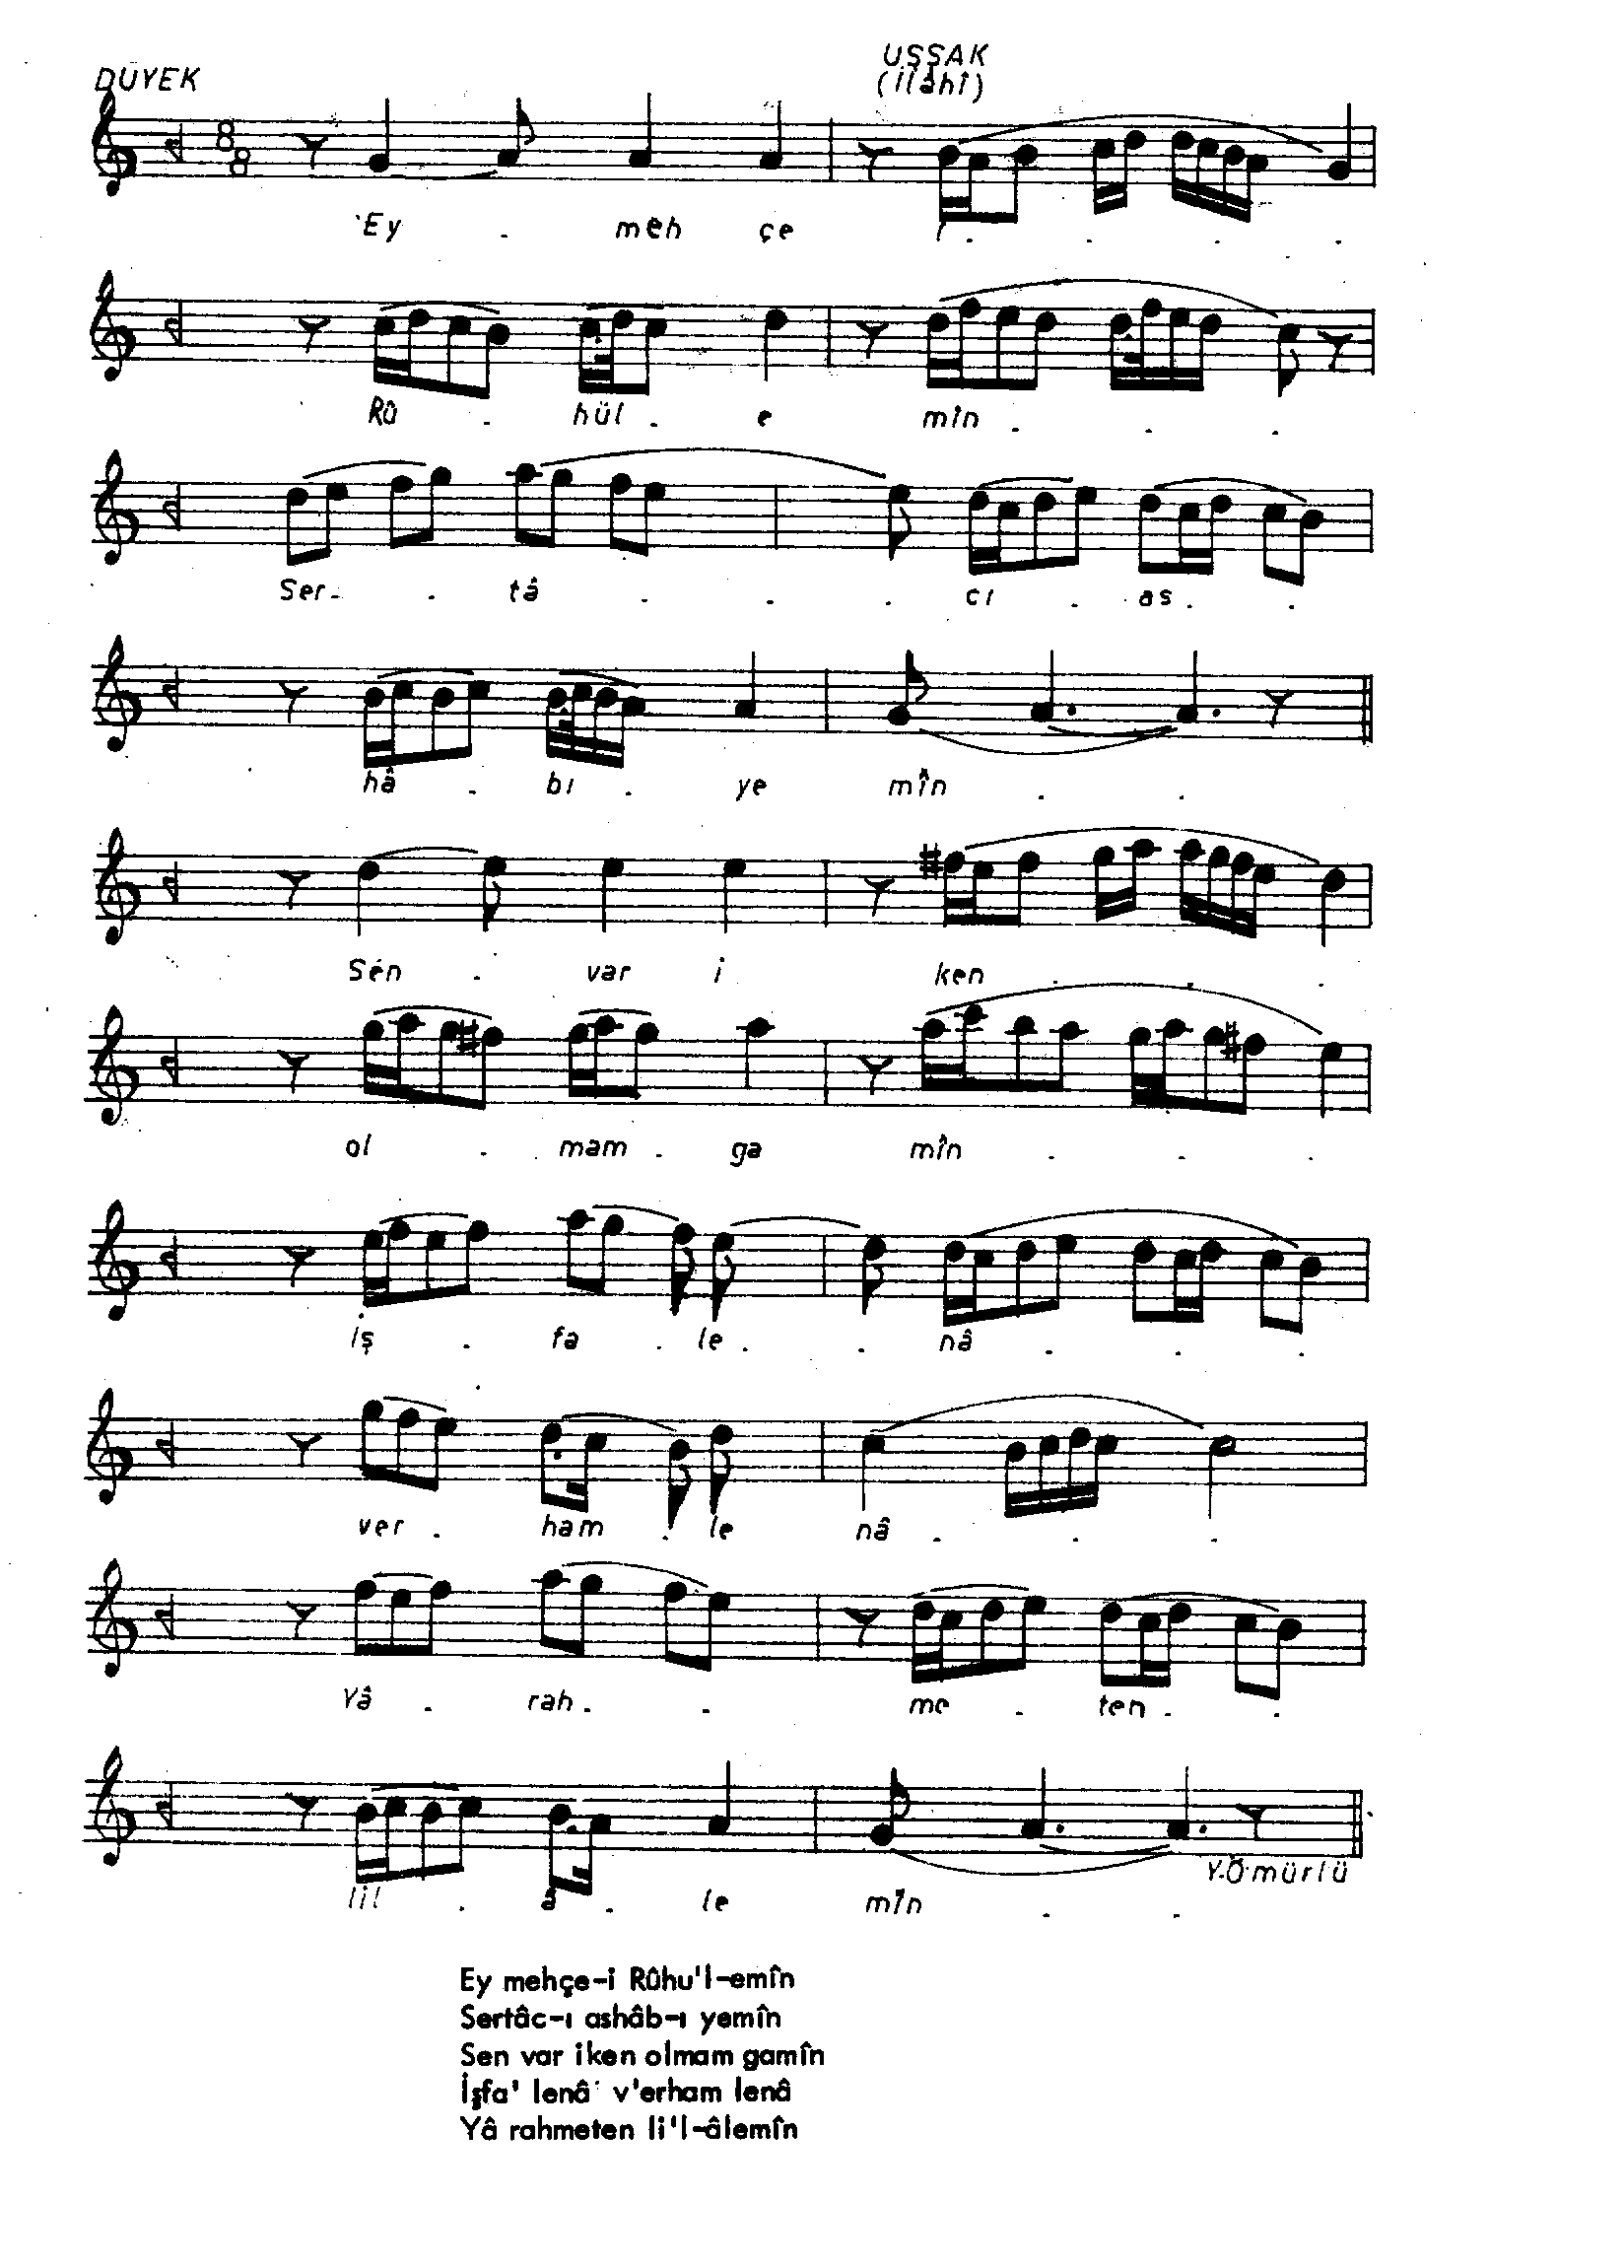 DÜYEK
UŞŞAK
(İlâhî)
8
8
Ey . meh çe i . . . .
Rû . hül . e mîn . . .
Ser- . tâ . . . cı . as . .
hâ . bı . ye mîn . .
Sen . var i ken . . .
ol . mam . ga mîn . . .
iş . fa . le . . nâ . . .
ver . ham . le nâ . . .
Yâ . rah . . me . ten . .
lil . â . le mîn . .
Y.Ömürlü
Ey mehçe-i Rûhu'l-emîn
Sertâc-ı ashâb-ı yemîn
Sen var iken olmam gamîn
İşfa' lenâ v'erham lenâ
Yâ rahmeten li'l-âlemîn